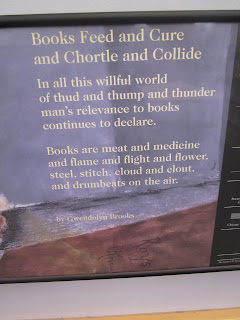 Books Feed and Cure
and Chortle and Collide
In all this willful world
of thud and thump and thunder
man's relevance to books
continues to declare.
Books are meat and medicine
and flame and flight and flower,
steel, stitch, cloud and clout,
and drumbeats on the air.
by Gwendolyn Brooks